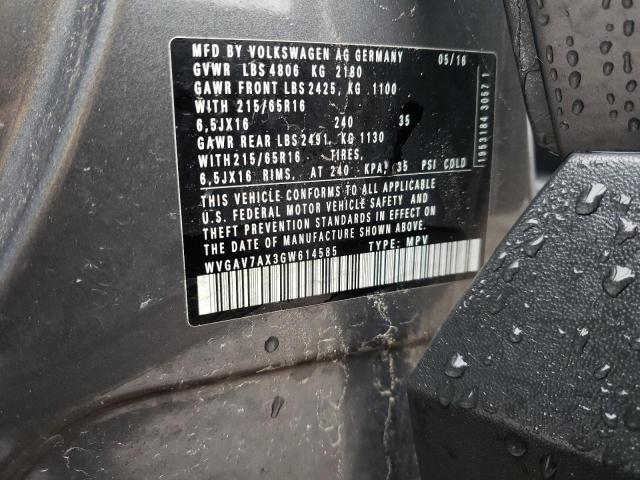 MFD BY VOLKSWAGEN AG GERMANY 05/16
GVWR LBS 4806 KG 2180
GAWR FRONT LBS 2425, KG 1100
WITH 215/65R16
6,5JX16 240 35
GAWR REAR LBS 2491, KG 1130
WITH 215/65R16 TIRES,
6,5JX16 RIMS, AT 240 KPA, 35 PSI COLD
THIS VEHICLE CONFORMS TO ALL APPLICABLE
U.S. FEDERAL MOTOR VEHICLE SAFETY AND
THEFT PREVENTION STANDARDS IN EFFECT ON
THE DATE OF MANUFACTURE SHOWN ABOVE
WVGAV7AX3GW614585 TYPE: MPV
1953184 3057 1